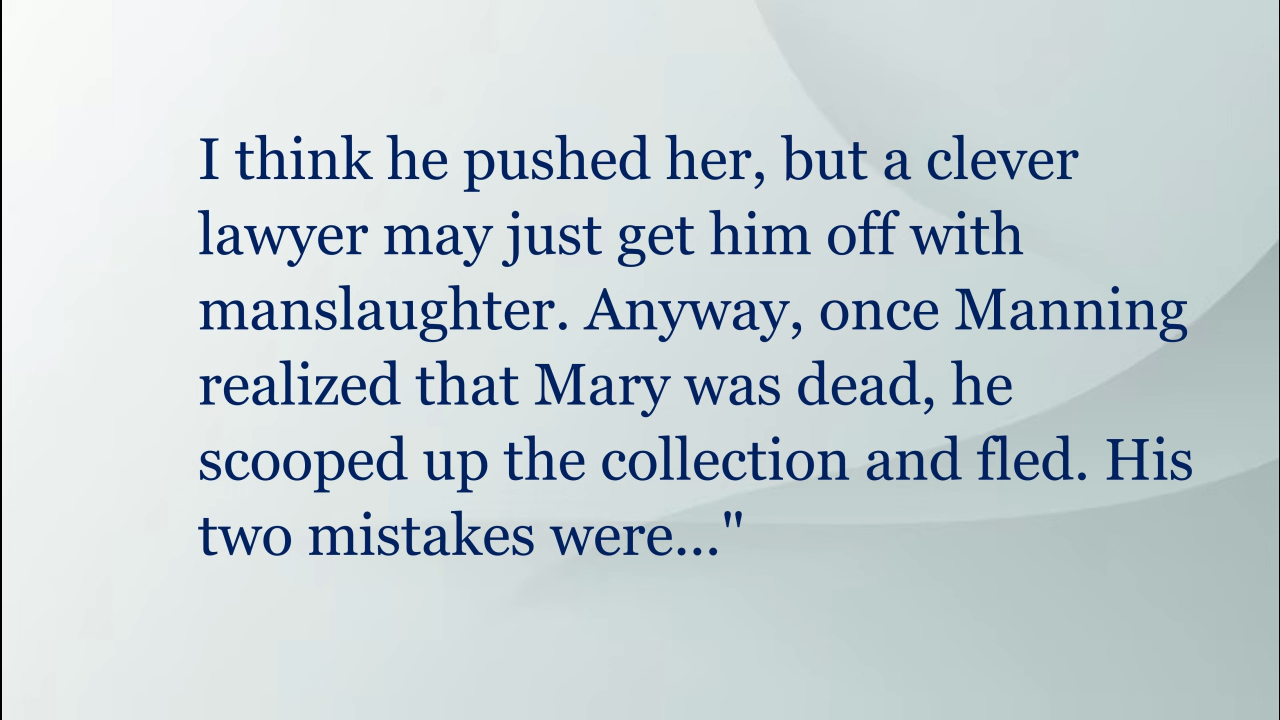 I think he pushed her, but a clever
lawyer may just get him off with
manslaughter. Anyway, once Manning
realized that Mary was dead, he
scooped up the collection and fled. His
two mistakes were..."